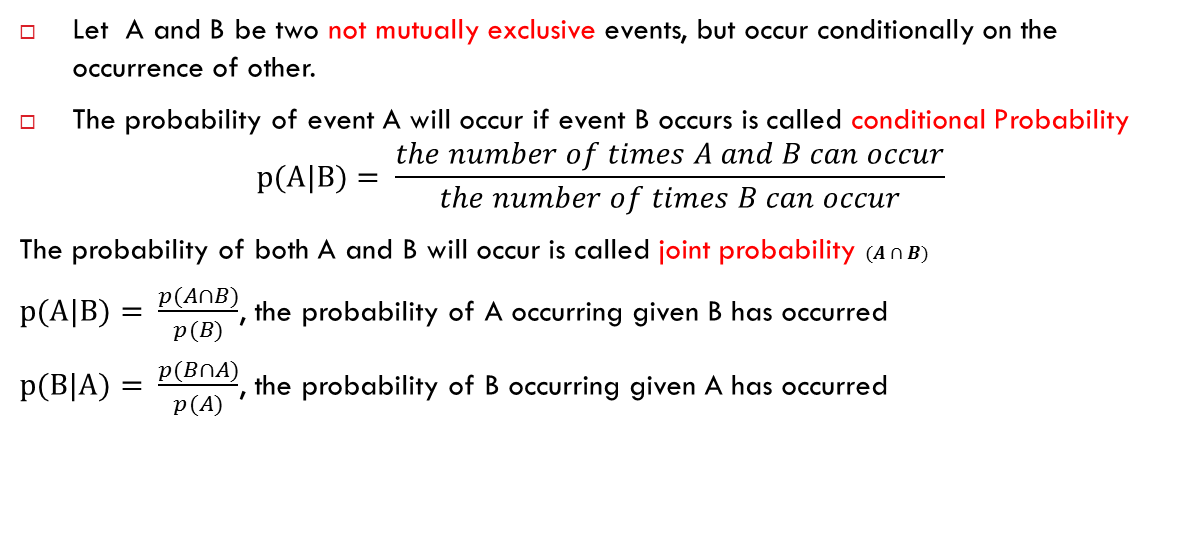 Let A and B be two not mutually exclusive events, but occur conditionally on the
occurrence of other.
The probability of event A will occur if event B occurs is called conditional Probability
p(A|B) = the number of times A and B can occur / the number of times B can occur
The probability of both A and B will occur is called joint probability (A ∩ B)
p(A|B) = p(A∩B) / p(B), the probability of A occurring given B has occurred
p(B|A) = p(B∩A) / p(A), the probability of B occurring given A has occurred